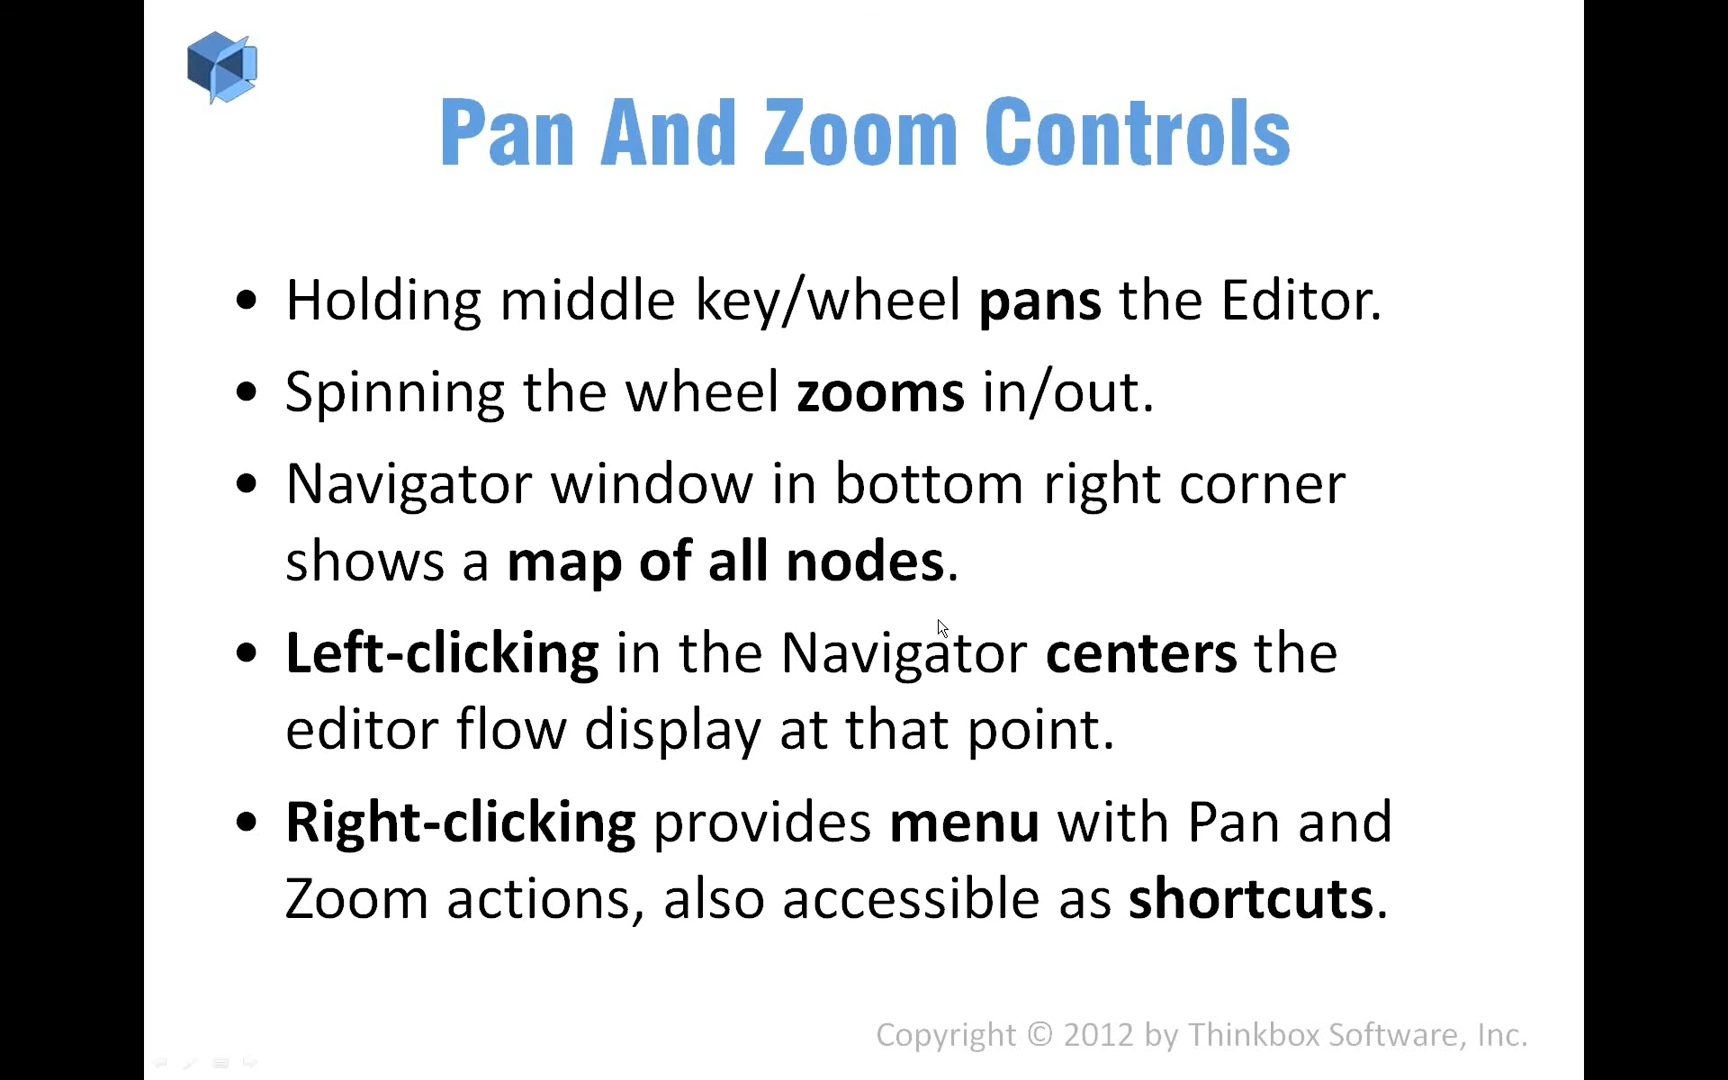 Pan And Zoom Controls
• Holding middle key/wheel pans the Editor.
• Spinning the wheel zooms in/out.
• Navigator window in bottom right corner
shows a map of all nodes.
• Left-clicking in the Navigator centers the
editor flow display at that point.
• Right-clicking provides menu with Pan and
Zoom actions, also accessible as shortcuts.
Copyright © 2012 by Thinkbox Software, Inc.